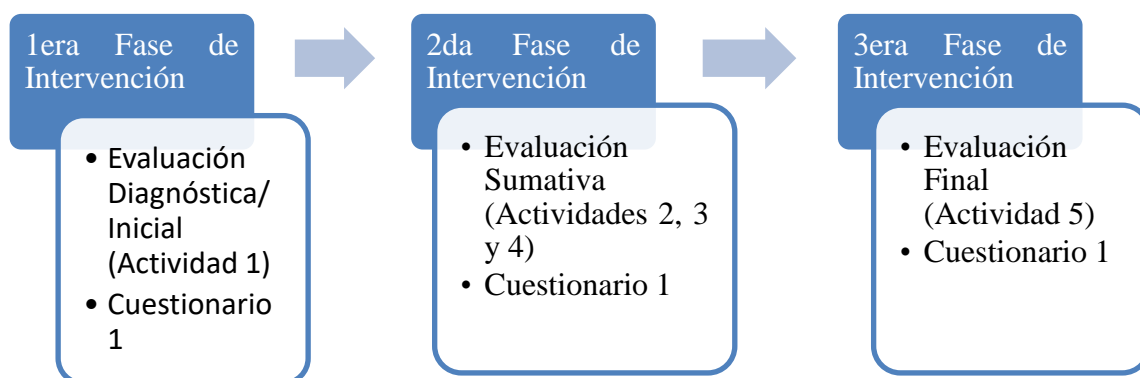 1era Fase de
Intervención
• Evaluación
Diagnóstica/
Inicial
(Actividad 1)
• Cuestionario
1
2da Fase de
Intervención
• Evaluación
Sumativa
(Actividades 2, 3
y 4)
• Cuestionario 1
3era Fase de
Intervención
• Evaluación
Final
(Actividad 5)
• Cuestionario 1